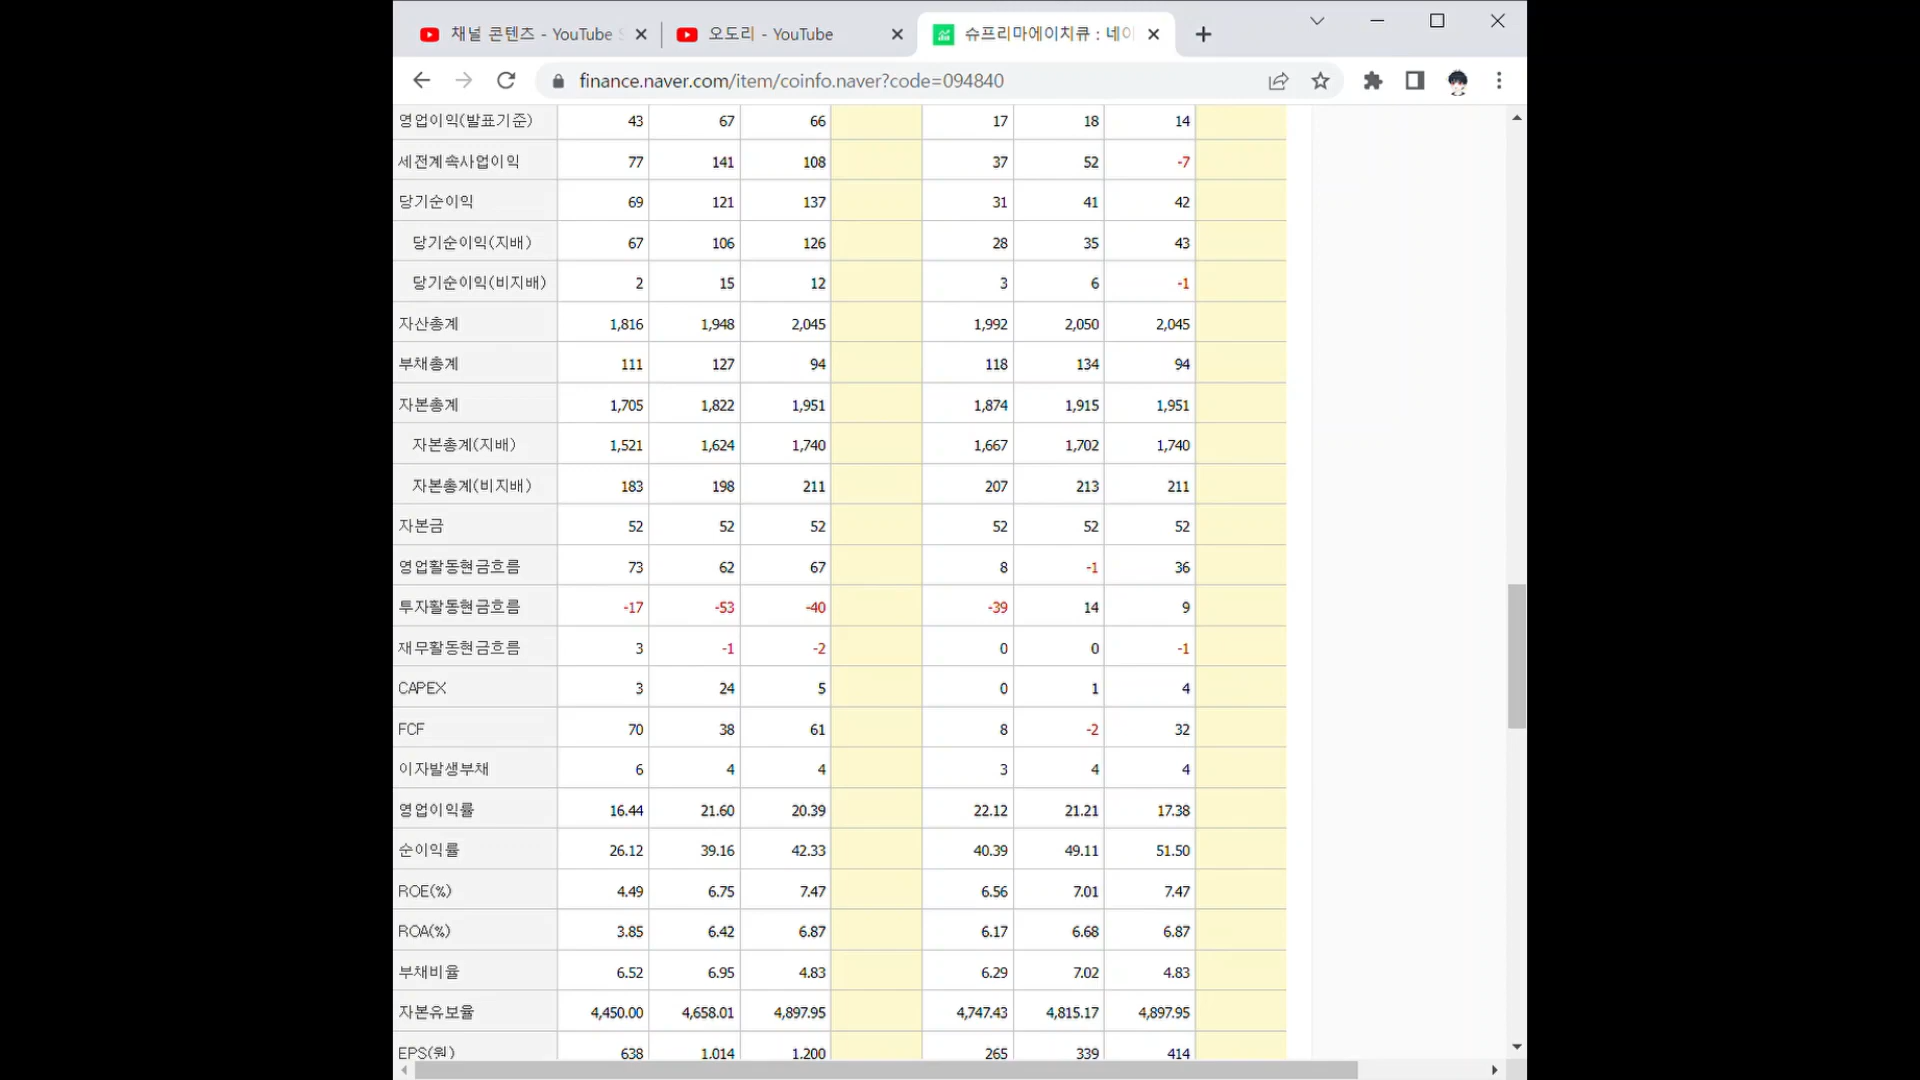 채널 콘텐츠 - YouTube S
오도리 - YouTube
슈프리마에이치큐 : 네이
finance.naver.com/item/coinfo.naver?code=094840
영업이익(발표기준) 43 67 66 17 18 14
세전계속사업이익 77 141 108 37 52 -7
당기순이익 69 121 137 31 41 42
당기순이익(지배) 67 106 126 28 35 43
당기순이익(비지배) 2 15 12 3 6 -1
자산총계 1,816 1,948 2,045 1,992 2,050 2,045
부채총계 111 127 94 118 134 94
자본총계 1,705 1,822 1,951 1,874 1,915 1,951
자본총계(지배) 1,521 1,624 1,740 1,667 1,702 1,740
자본총계(비지배) 183 198 211 207 213 211
자본금 52 52 52 52 52 52
영업활동현금흐름 73 62 67 8 -1 36
투자활동현금흐름 -17 -53 -40 -39 14 9
재무활동현금흐름 3 -1 -2 0 0 -1
CAPEX 3 24 5 0 1 4
FCF 70 38 61 8 -2 32
이자발생부채 6 4 4 3 4 4
영업이익률 16.44 21.60 20.39 22.12 21.21 17.38
순이익률 26.12 39.16 42.33 40.39 49.11 51.50
ROE(%) 4.49 6.75 7.47 6.56 7.01 7.47
ROA(%) 3.85 6.42 6.87 6.17 6.68 6.87
부채비율 6.52 6.95 4.83 6.29 7.02 4.83
자본유보율 4,450.00 4,658.01 4,897.95 4,747.43 4,815.17 4,897.95
EPS(원) 638 1,014 1,200 265 339 414